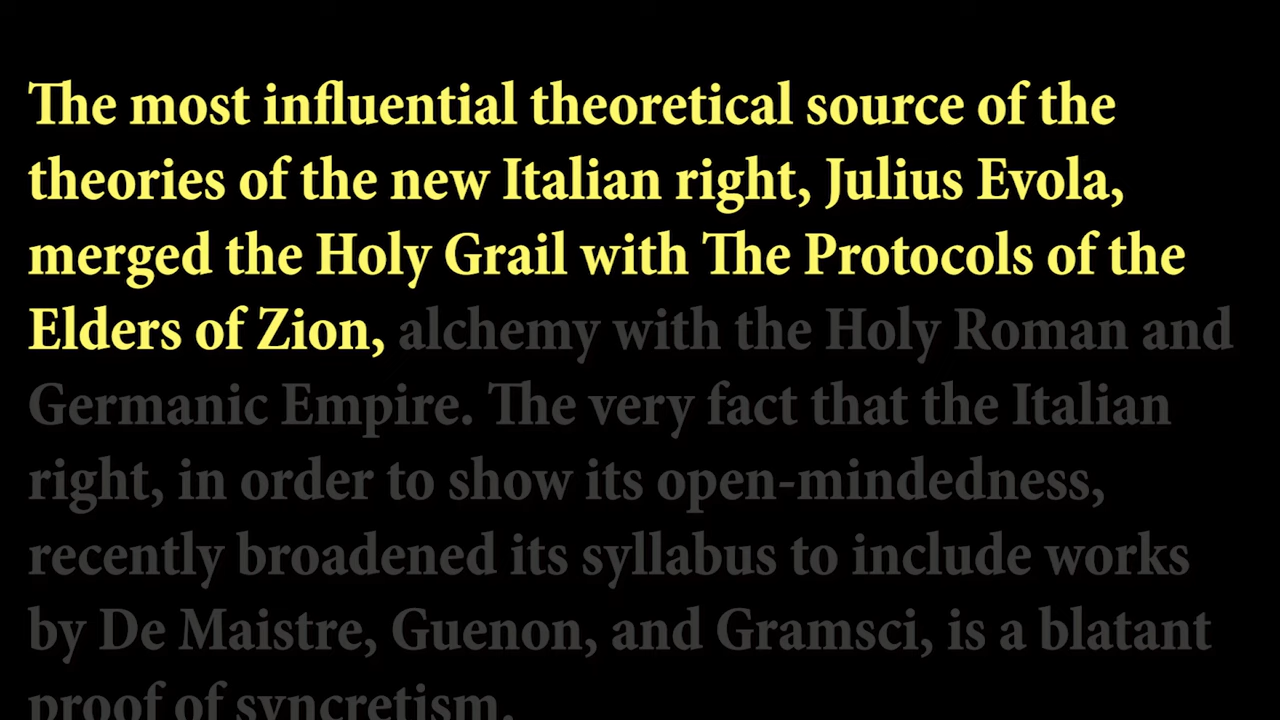 The most influential theoretical source of the
theories of the new Italian right, Julius Evola,
merged the Holy Grail with The Protocols of the
Elders of Zion, alchemy with the Holy Roman and
Germanic Empire. The very fact that the Italian
right, in order to show its open-mindedness,
recently broadened its syllabus to include works
by De Maistre, Guenon, and Gramsci, is a blatant
proof of syncretism.